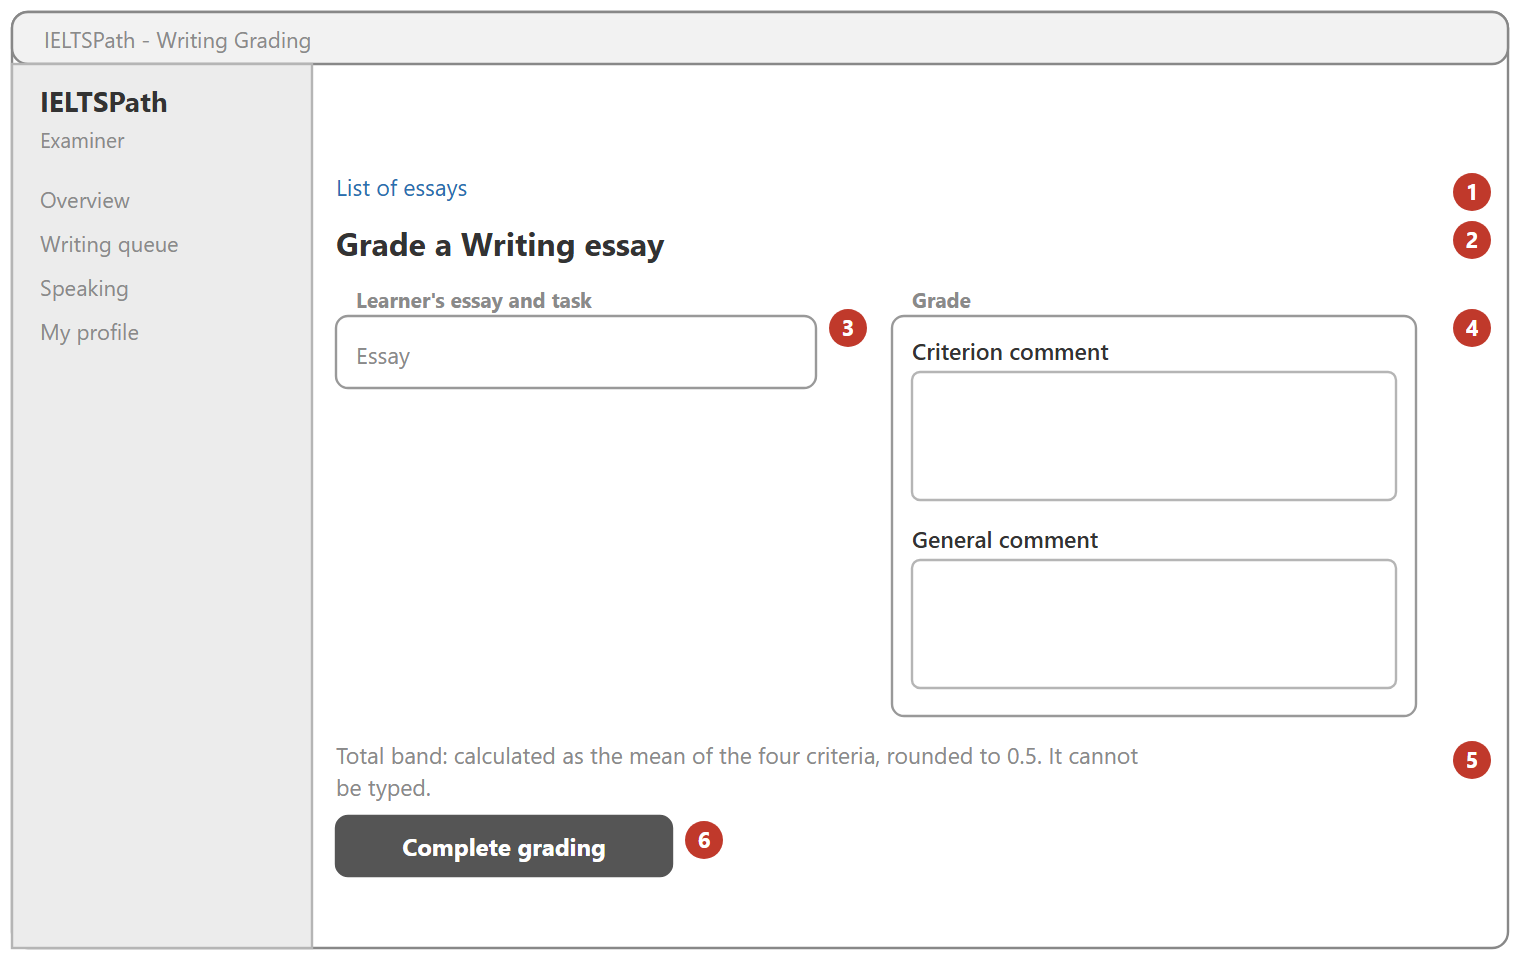 IELTSPath - Writing Grading
IELTSPath
Examiner
Overview
Writing queue
Speaking
My profile
List of essays
1
Grade a Writing essay
2
Learner's essay and task
Essay
3
Grade
4
Criterion comment
General comment
Total band: calculated as the mean of the four criteria, rounded to 0.5. It cannot
be typed.
5
Complete grading
6